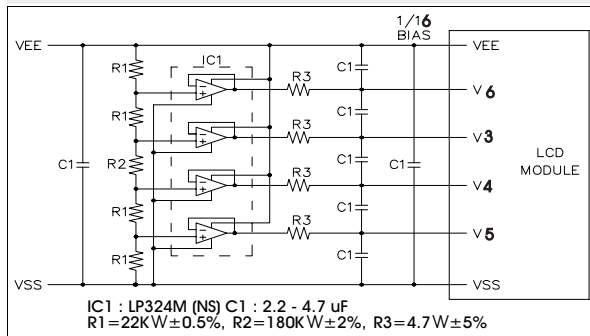 1/16
BIAS
VEE
IC1
VEE
R1
C1
R3
V6
R1
C1
R3
V3
C1
R2
C1
C1
LCD
MODULE
R3
V4
R1
C1
R3
V5
R1
C1
VSS
VSS
IC1 : LP324M (NS) C1 : 2.2 - 4.7 uF
R1=22KW±0.5%, R2=180KW±2%, R3=4.7W±5%